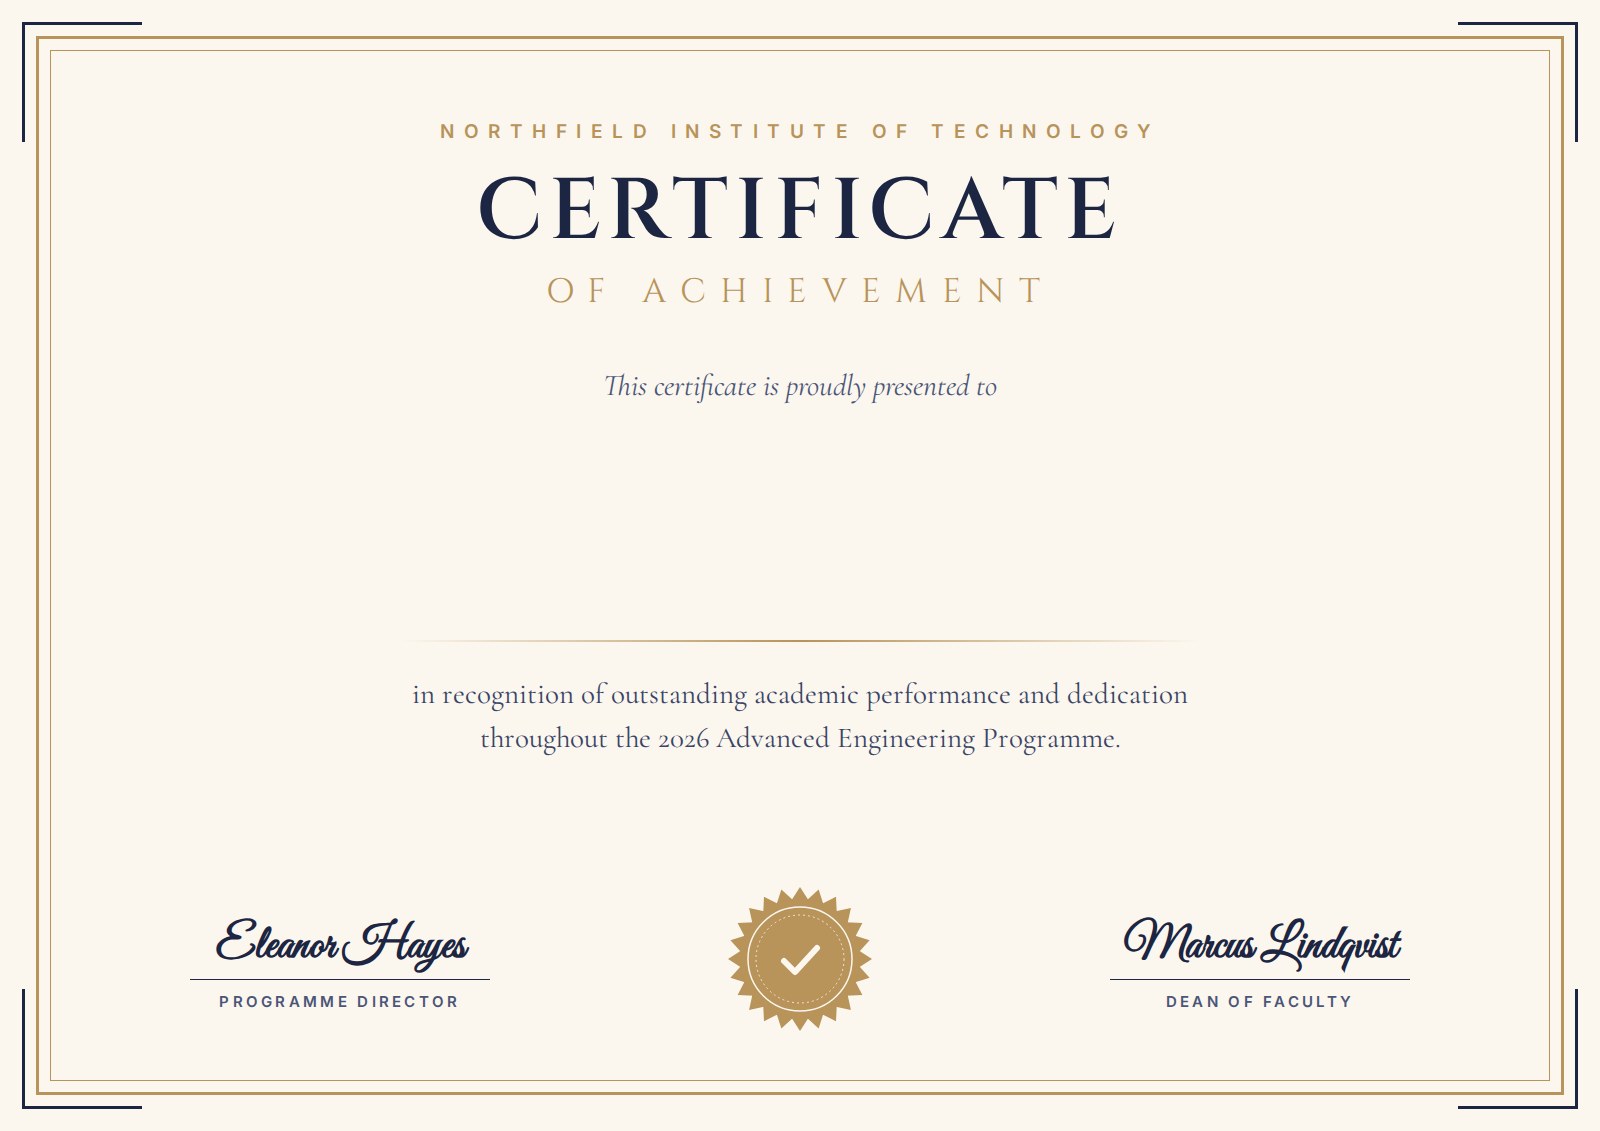 NORTHFIELD INSTITUTE OF TECHNOLOGY
CERTIFICATE
OF ACHIEVEMENT
This certificate is proudly presented to
in recognition of outstanding academic performance and dedication
throughout the 2026 Advanced Engineering Programme.
Eleanor Hayes
PROGRAMME DIRECTOR
Marcus Lindqvist
DEAN OF FACULTY